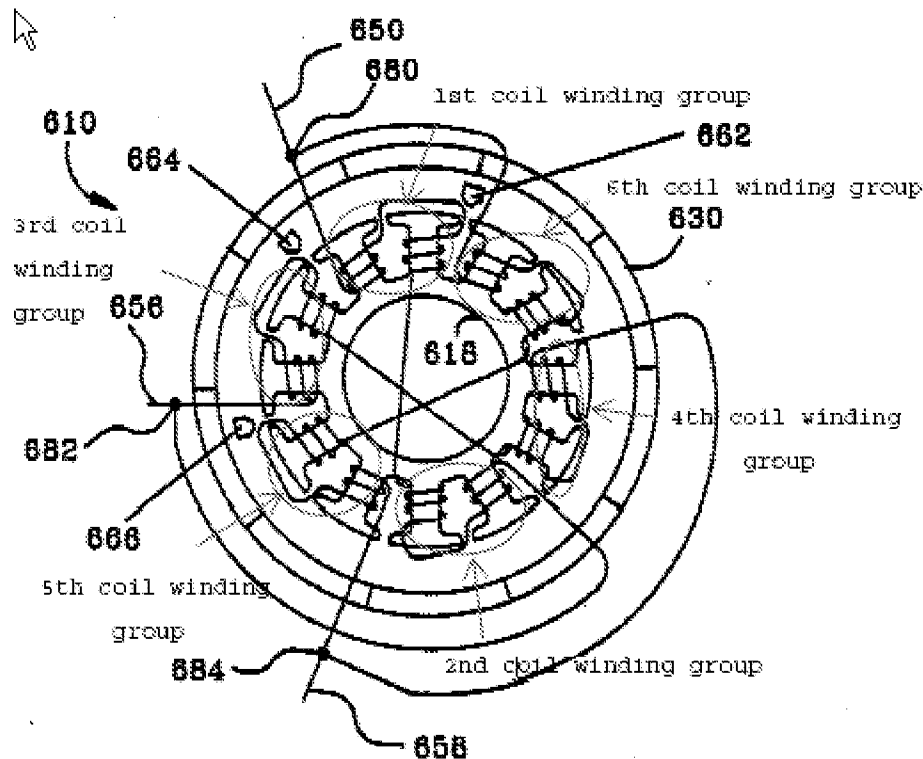 650
680
1st coil winding group
610
664
662
6th coil winding group
3rd coil
winding
group
630
656
618
682
4th coil winding
group
666
5th coil winding
group
2nd coil winding group
684
658